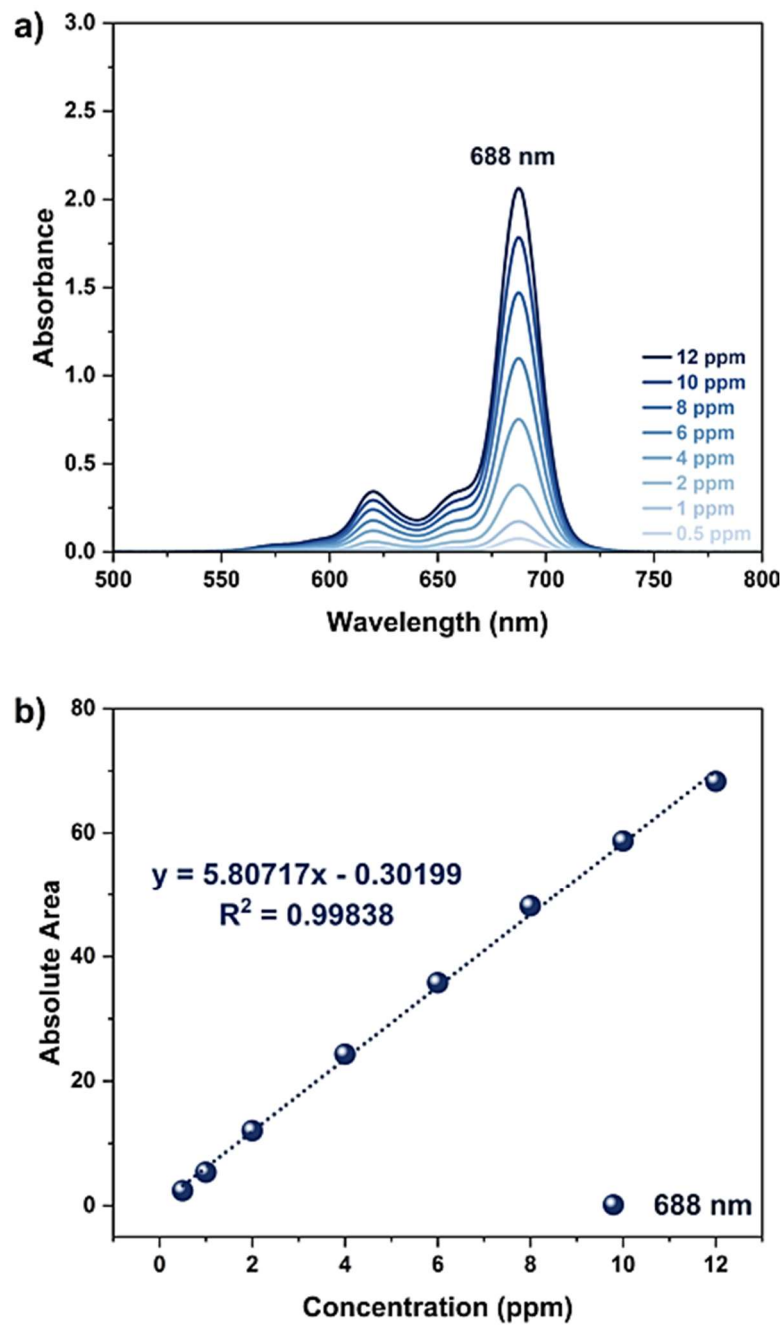 a)
3.0
2.5
2.0
1.5
1.0
0.5
0.0
Absorbance
688 nm
12 ppm
10 ppm
8 ppm
6 ppm
4 ppm
2 ppm
1 ppm
0.5 ppm
500 550 600 650 700 750 800
Wavelength (nm)
b)
80
60
40
20
0
Absolute Area
y = 5.80717x - 0.30199
R² = 0.99838
688 nm
0 2 4 6 8 10 12
Concentration (ppm)